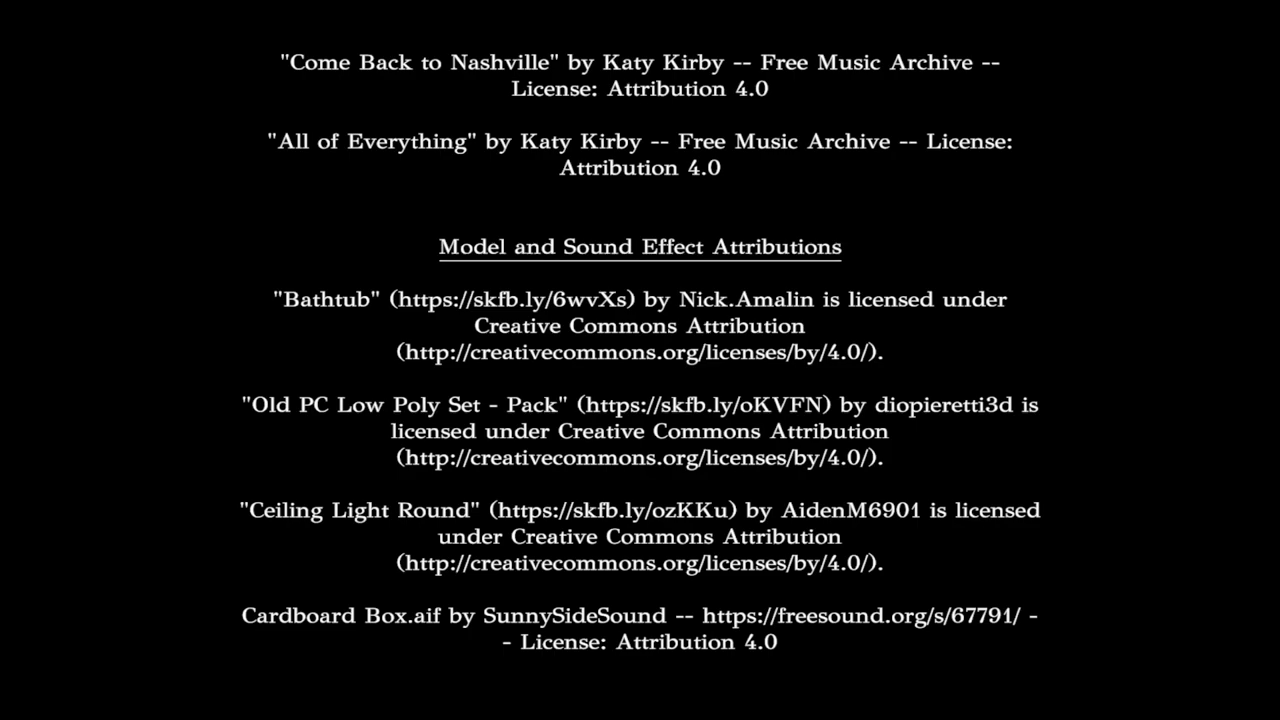 "Come Back to Nashville" by Katy Kirby -- Free Music Archive --
License: Attribution 4.0
"All of Everything" by Katy Kirby -- Free Music Archive -- License:
Attribution 4.0
Model and Sound Effect Attributions
"Bathtub" (https://skfb.ly/6wvXs) by Nick.Amalin is licensed under
Creative Commons Attribution
(http://creativecommons.org/licenses/by/4.0/).
"Old PC Low Poly Set - Pack" (https://skfb.ly/oKVFN) by diopieretti3d is
licensed under Creative Commons Attribution
(http://creativecommons.org/licenses/by/4.0/).
"Ceiling Light Round" (https://skfb.ly/ozKKu) by AidenM6901 is licensed
under Creative Commons Attribution
(http://creativecommons.org/licenses/by/4.0/).
Cardboard Box.aif by SunnySideSound -- https://freesound.org/s/67791/ -
- License: Attribution 4.0